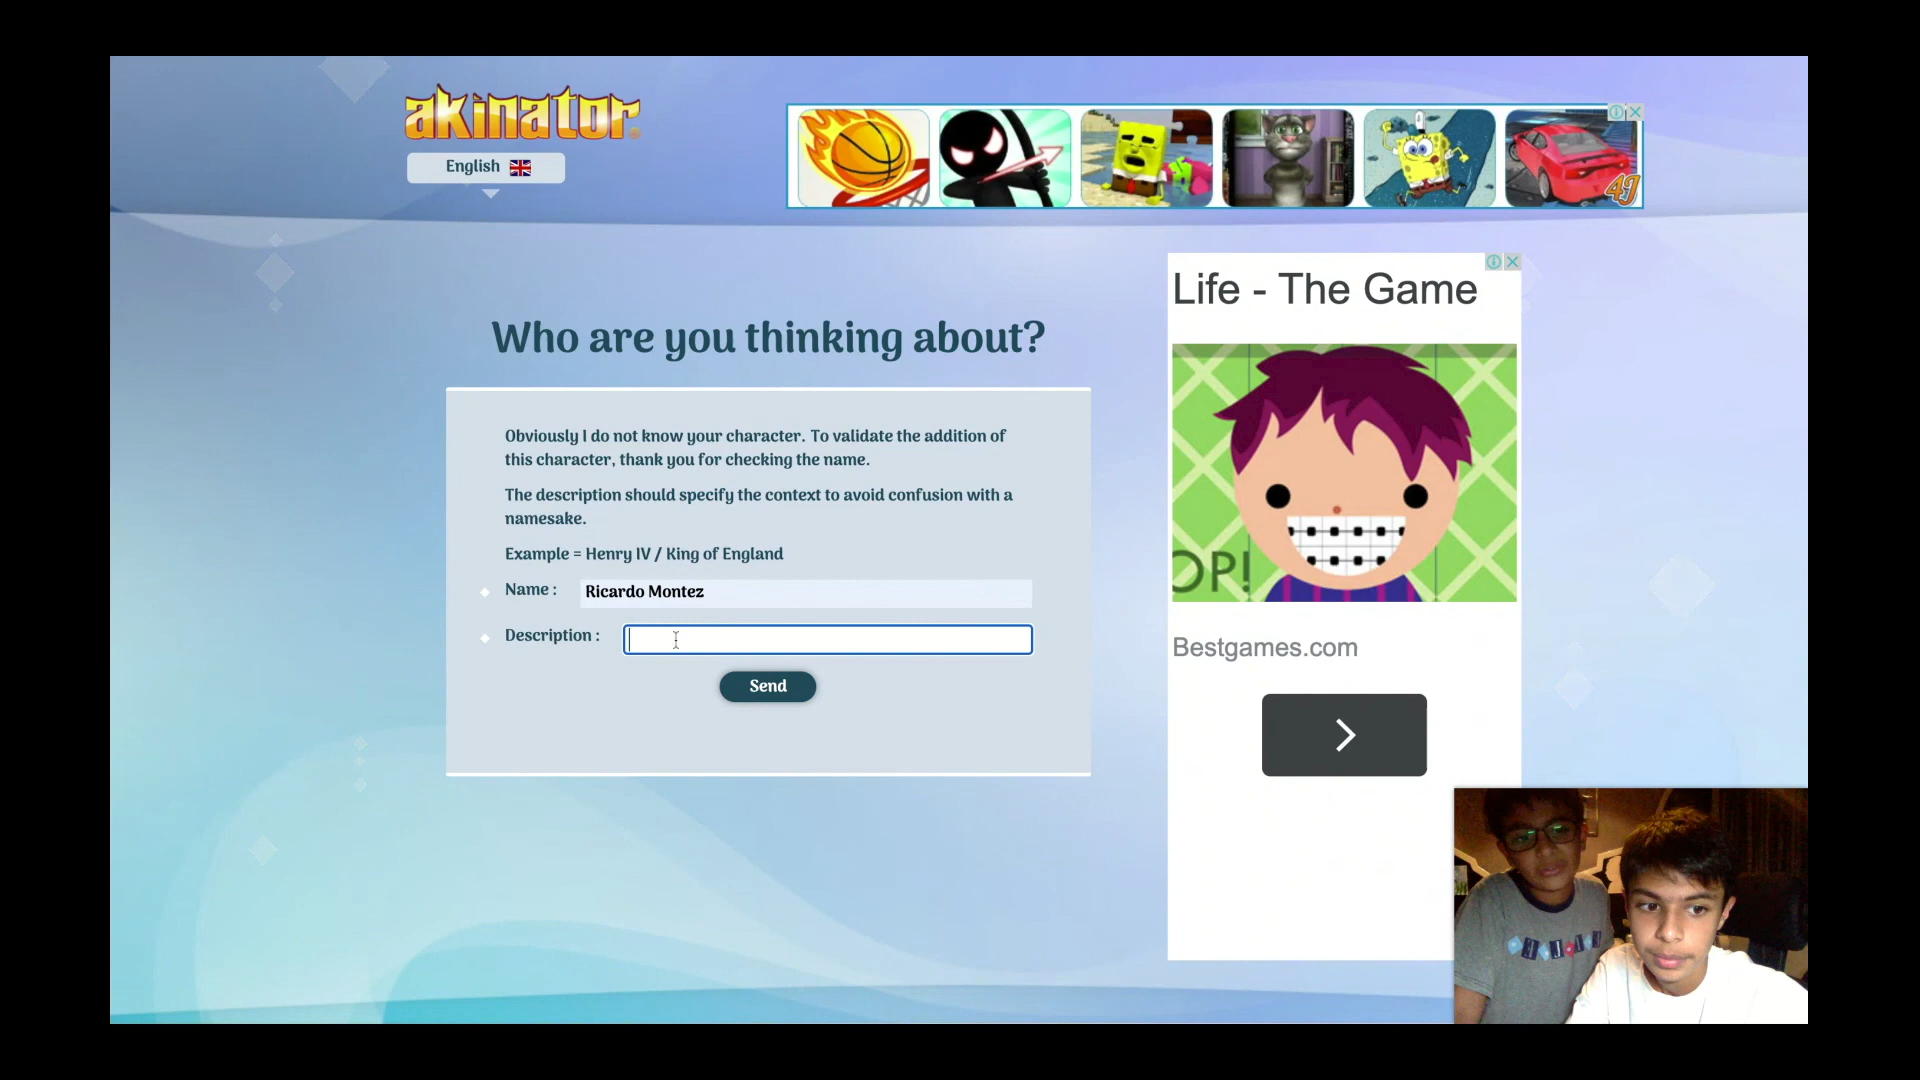 akinator
English
4J
Life - The Game
Who are you thinking about?
Obviously I do not know your character. To validate the addition of
this character, thank you for checking the name.
The description should specify the context to avoid confusion with a
namesake.
Example = Henry IV / King of England
Name :
Ricardo Montez
Description :
Send
OP!
Bestgames.com